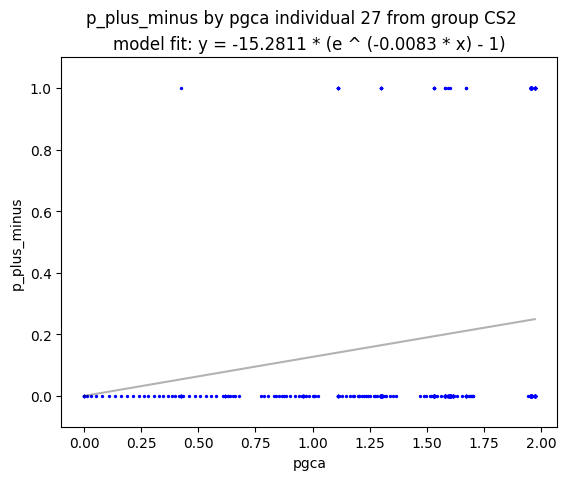 p_plus_minus by pgca individual 27 from group CS2
model fit: y = -15.2811 * (e ^ (-0.0083 * x) - 1)
1.0
0.8
0.6
0.4
0.2
0.0
p_plus_minus
0.00 0.25 0.50 0.75 1.00 1.25 1.50 1.75 2.00
pgca